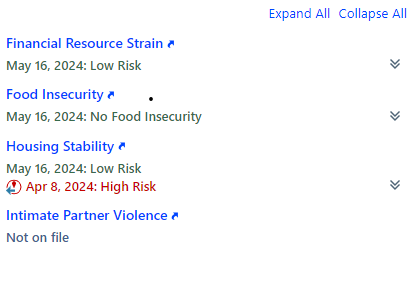 Expand All Collapse All
Financial Resource Strain
May 16, 2024: Low Risk
Food Insecurity
May 16, 2024: No Food Insecurity
Housing Stability
May 16, 2024: Low Risk
Apr 8, 2024: High Risk
Intimate Partner Violence
Not on file